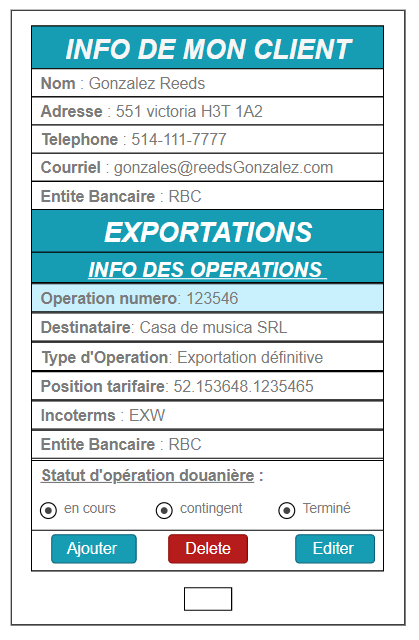 INFO DE MON CLIENT
Nom : Gonzalez Reeds
Adresse : 551 victoria H3T 1A2
Telephone : 514-111-7777
Courriel : gonzales@reedsGonzalez.com
Entite Bancaire : RBC
EXPORTATIONS
INFO DES OPERATIONS
Operation numero: 123546
Destinataire: Casa de musica SRL
Type d'Operation: Exportation définitive
Position tarifaire: 52.153648.1235465
Incoterms : EXW
Entite Bancaire : RBC
Statut d'opération douanière :
en cours contingent Terminé
Ajouter Delete Editer